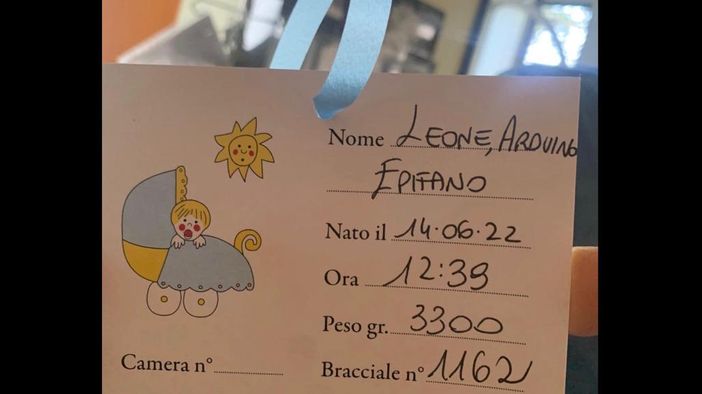 Nome LEONE, ARDUINO
EPIFANO
Nato il 14.06.22
Ora 12:39
Peso gr. 3300
Camera n°
Bracciale n° 1162